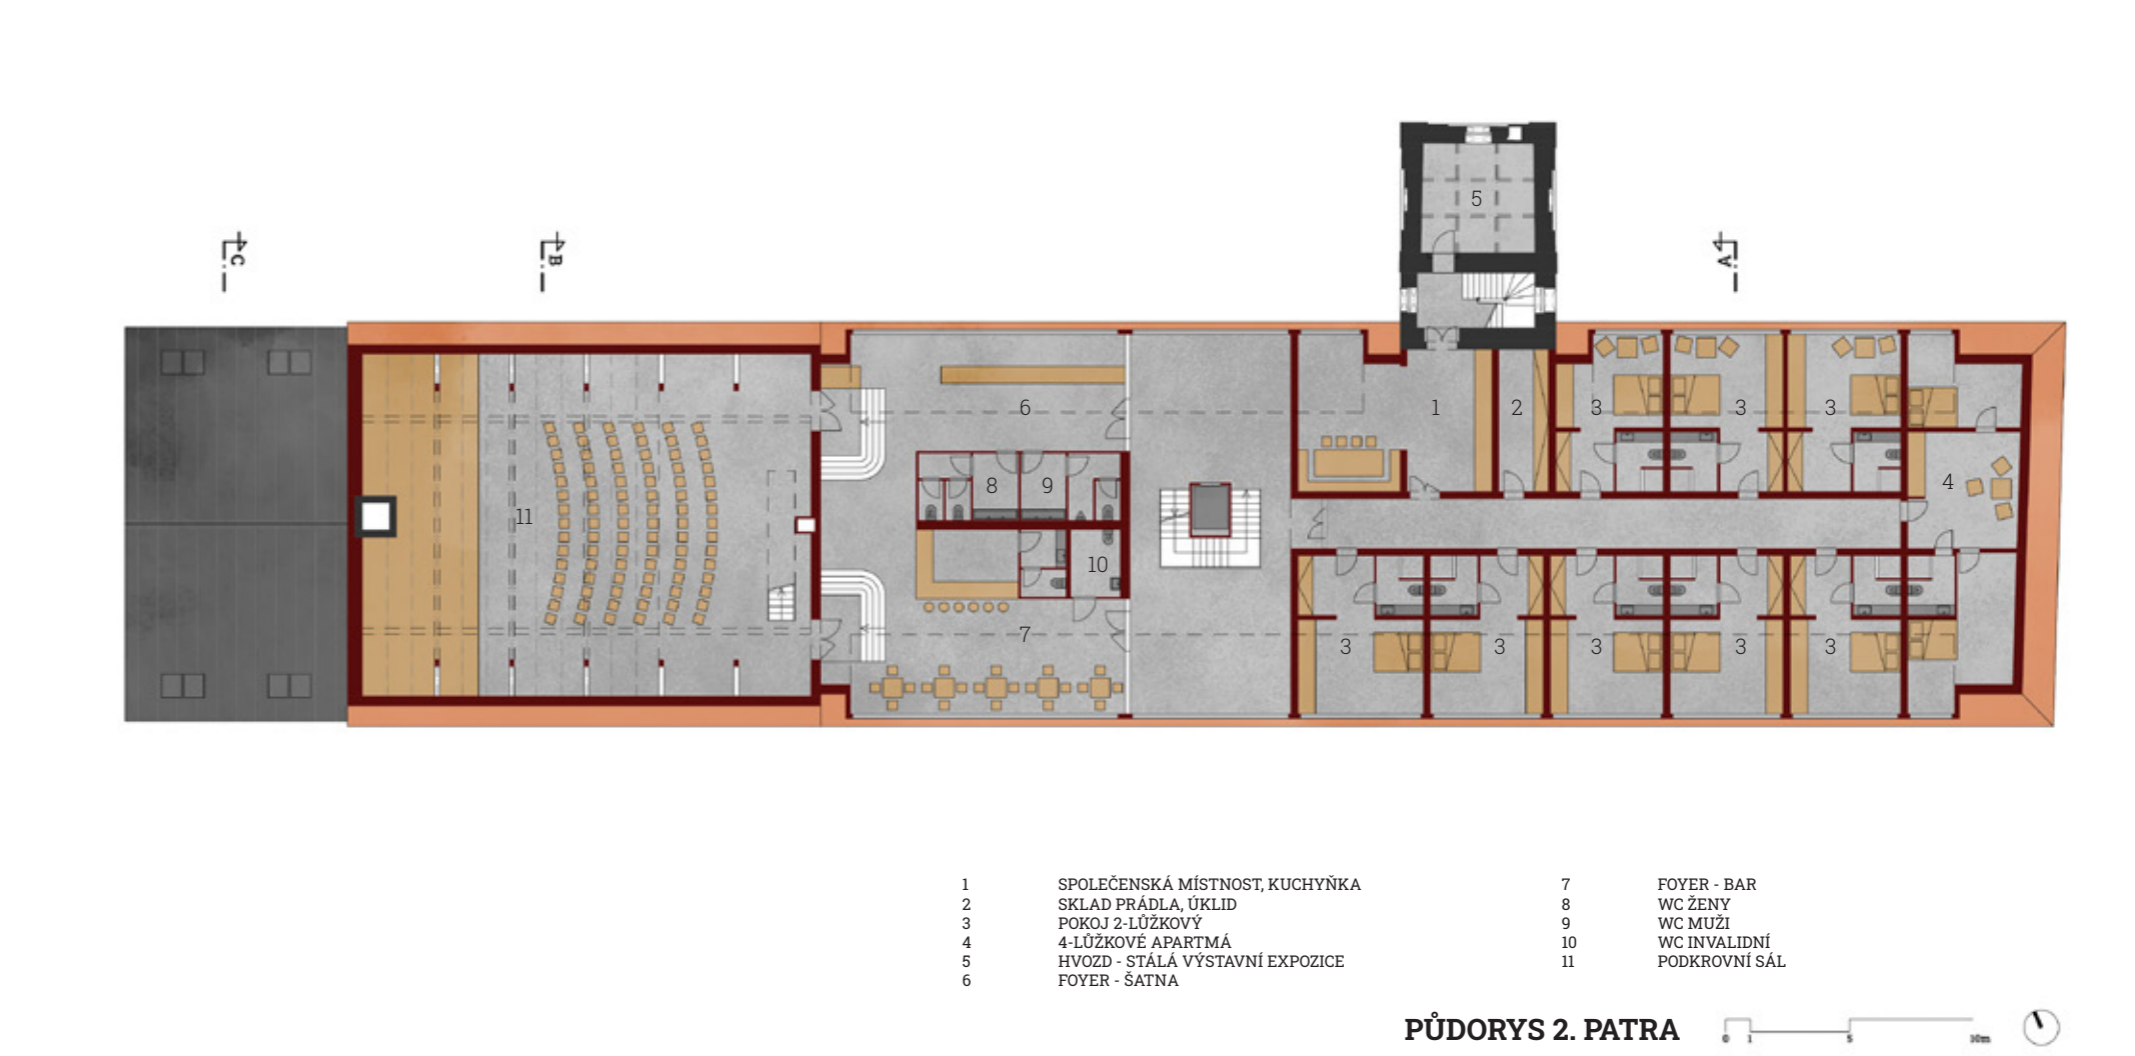 5
C
B
A
6
1
2
3
3
3
8
9
4
11
10
7
3
3
3
3
3
1 SPOLEČENSKÁ MÍSTNOST, KUCHYŇKA
2 SKLAD PRÁDLA, ÚKLID
3 POKOJ 2-LŮŽKOVÝ
4 4-LŮŽKOVÉ APARTMÁ
5 HVOZD - STÁLÁ VÝSTAVNÍ EXPOZICE
6 FOYER - ŠATNA
7 FOYER - BAR
8 WC ŽENY
9 WC MUŽI
10 WC INVALIDNÍ
11 PODKROVNÍ SÁL
PŮDORYS 2. PATRA
0 1 5 10m